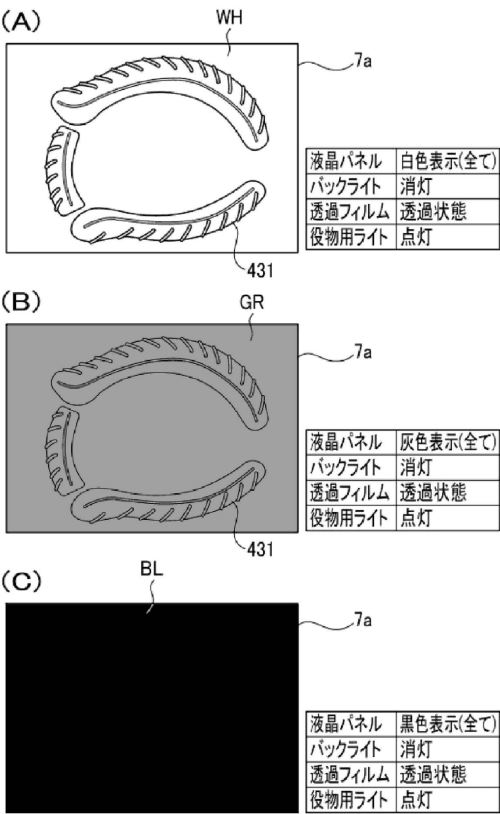 (A)
WH
7a
液晶パネル 白色表示(全て)
バックライト 消灯
透過フィルム 透過状態
役物用ライト 点灯
431
(B)
GR
7a
液晶パネル 灰色表示(全て)
バックライト 消灯
透過フィルム 透過状態
役物用ライト 点灯
431
(C)
BL
7a
液晶パネル 黒色表示(全て)
バックライト 消灯
透過フィルム 透過状態
役物用ライト 点灯